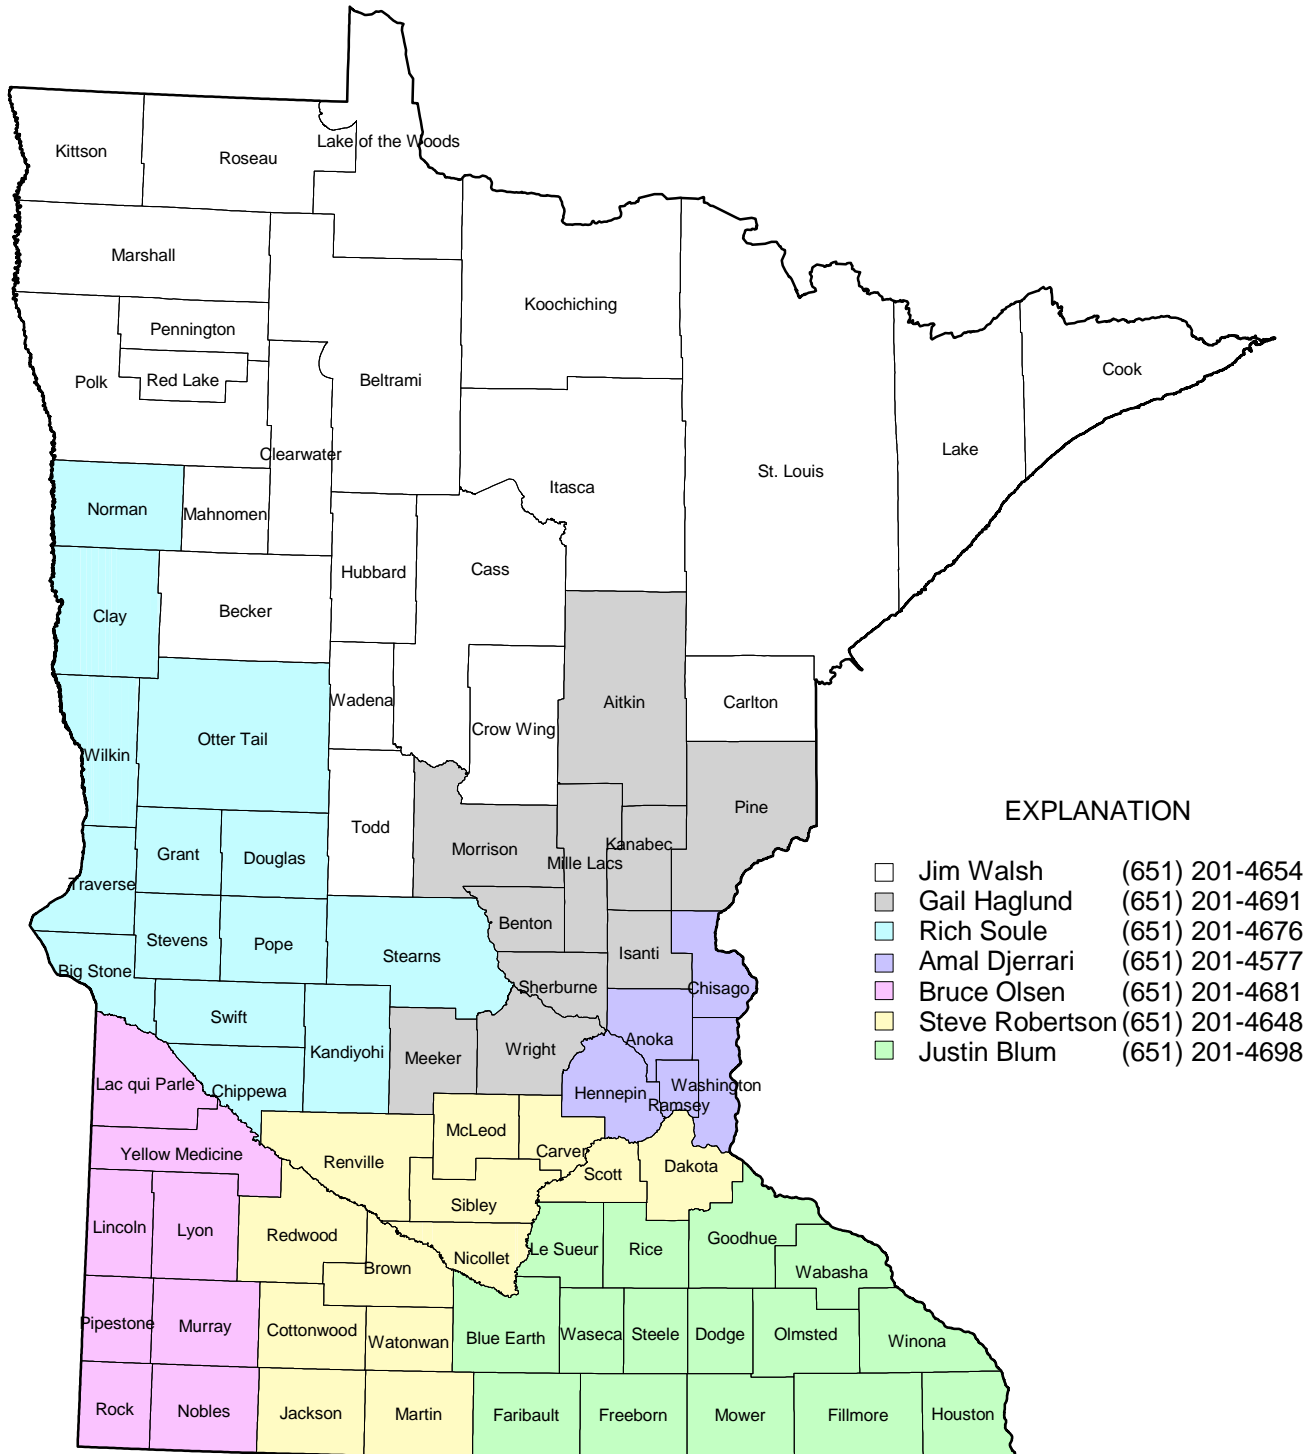 Kittson
Roseau
Lake of the Woods
Marshall
Koochiching
Pennington
Polk
Red Lake
Beltrami
Cook
Clearwater
Lake
St. Louis
Itasca
Norman
Mahnomen
Hubbard
Cass
Clay
Becker
Wadena
Aitkin
Carlton
Crow Wing
Otter Tail
Wilkin
Pine
Todd
Morrison
Kanabec
Mille Lacs
Grant
Douglas
Traverse
Benton
Stevens
Pope
Stearns
Isanti
Big Stone
Sherburne
Chisago
Swift
Anoka
Kandiyohi
Meeker
Wright
Lac qui Parle
Chippewa
Hennepin
Washington
Ramsey
McLeod
Yellow Medicine
Renville
Carver
Scott
Dakota
Sibley
Lincoln
Lyon
Redwood
Nicollet
Le Sueur
Rice
Goodhue
Brown
Wabasha
Pipestone
Murray
Cottonwood
Watonwan
Blue Earth
Waseca
Steele
Dodge
Olmsted
Winona
Rock
Nobles
Jackson
Martin
Faribault
Freeborn
Mower
Fillmore
Houston
EXPLANATION
Jim Walsh (651) 201-4654
Gail Haglund (651) 201-4691
Rich Soule (651) 201-4676
Amal Djerrari (651) 201-4577
Bruce Olsen (651) 201-4681
Steve Robertson (651) 201-4648
Justin Blum (651) 201-4698